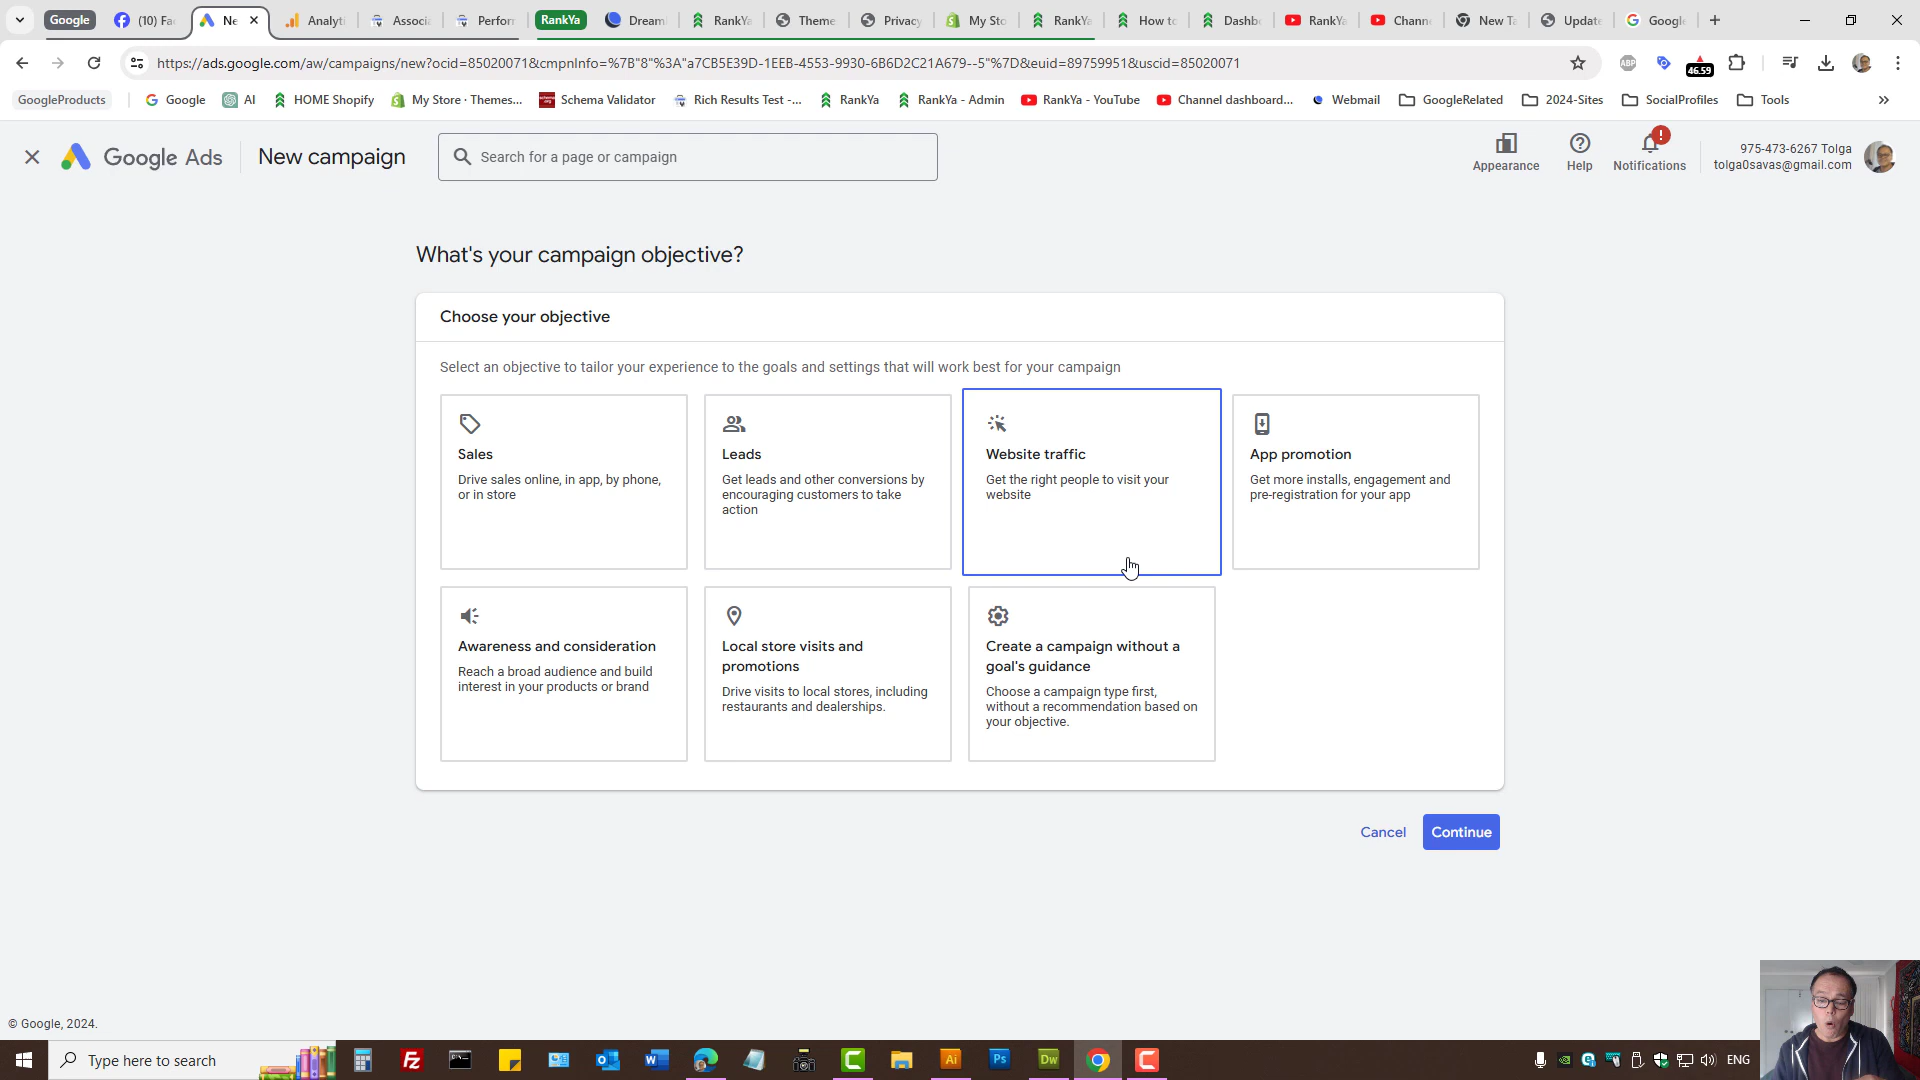 Google
(10) Fa
Ne
Analyti
Associa
Perfor
RankYa
Dream
RankYa
Theme
Privacy
My Sto
RankYa
How to
Dashb
RankYa
Chann
New Ta
Update
Google
https://ads.google.com/aw/campaigns/new?ocid=85020071&cmpnInfo=%7B"8"%3A"a7CB5E39D-1EEB-4553-9930-6B6D2C21A679--5"%7D&euid=89759951&uscid=85020071
ABP
46.59
GoogleProducts
Google
AI
HOME Shopify
My Store · Themes...
Schema Validator
Rich Results Test -...
RankYa
RankYa - Admin
RankYa - YouTube
Channel dashboard...
Webmail
GoogleRelated
2024-Sites
SocialProfiles
Tools
Google Ads
New campaign
Search for a page or campaign
Appearance
Help
Notifications
975-473-6267 Tolga
tolga0savas@gmail.com
What's your campaign objective?
Choose your objective
Select an objective to tailor your experience to the goals and settings that will work best for your campaign
Sales
Drive sales online, in app, by phone,
or in store
Leads
Get leads and other conversions by
encouraging customers to take
action
Website traffic
Get the right people to visit your
website
App promotion
Get more installs, engagement and
pre-registration for your app
Awareness and consideration
Reach a broad audience and build
interest in your products or brand
Local store visits and
promotions
Drive visits to local stores, including
restaurants and dealerships.
Create a campaign without a
goal's guidance
Choose a campaign type first,
without a recommendation based on
your objective.
Cancel
Continue
© Google, 2024.
Type here to search
ENG